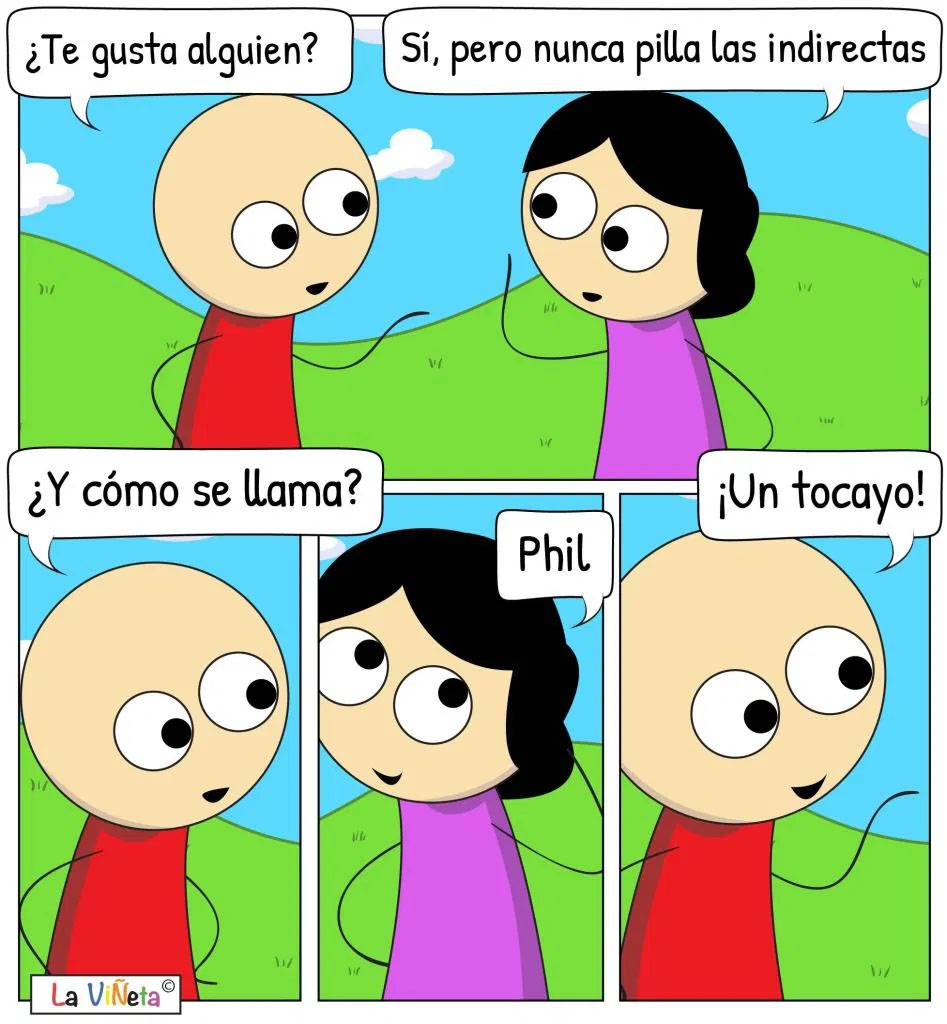 ¿Te gusta alguien?
Sí, pero nunca pilla las indirectas
¿Y cómo se llama?
Phil
¡Un tocayo!
La ViÑeta©